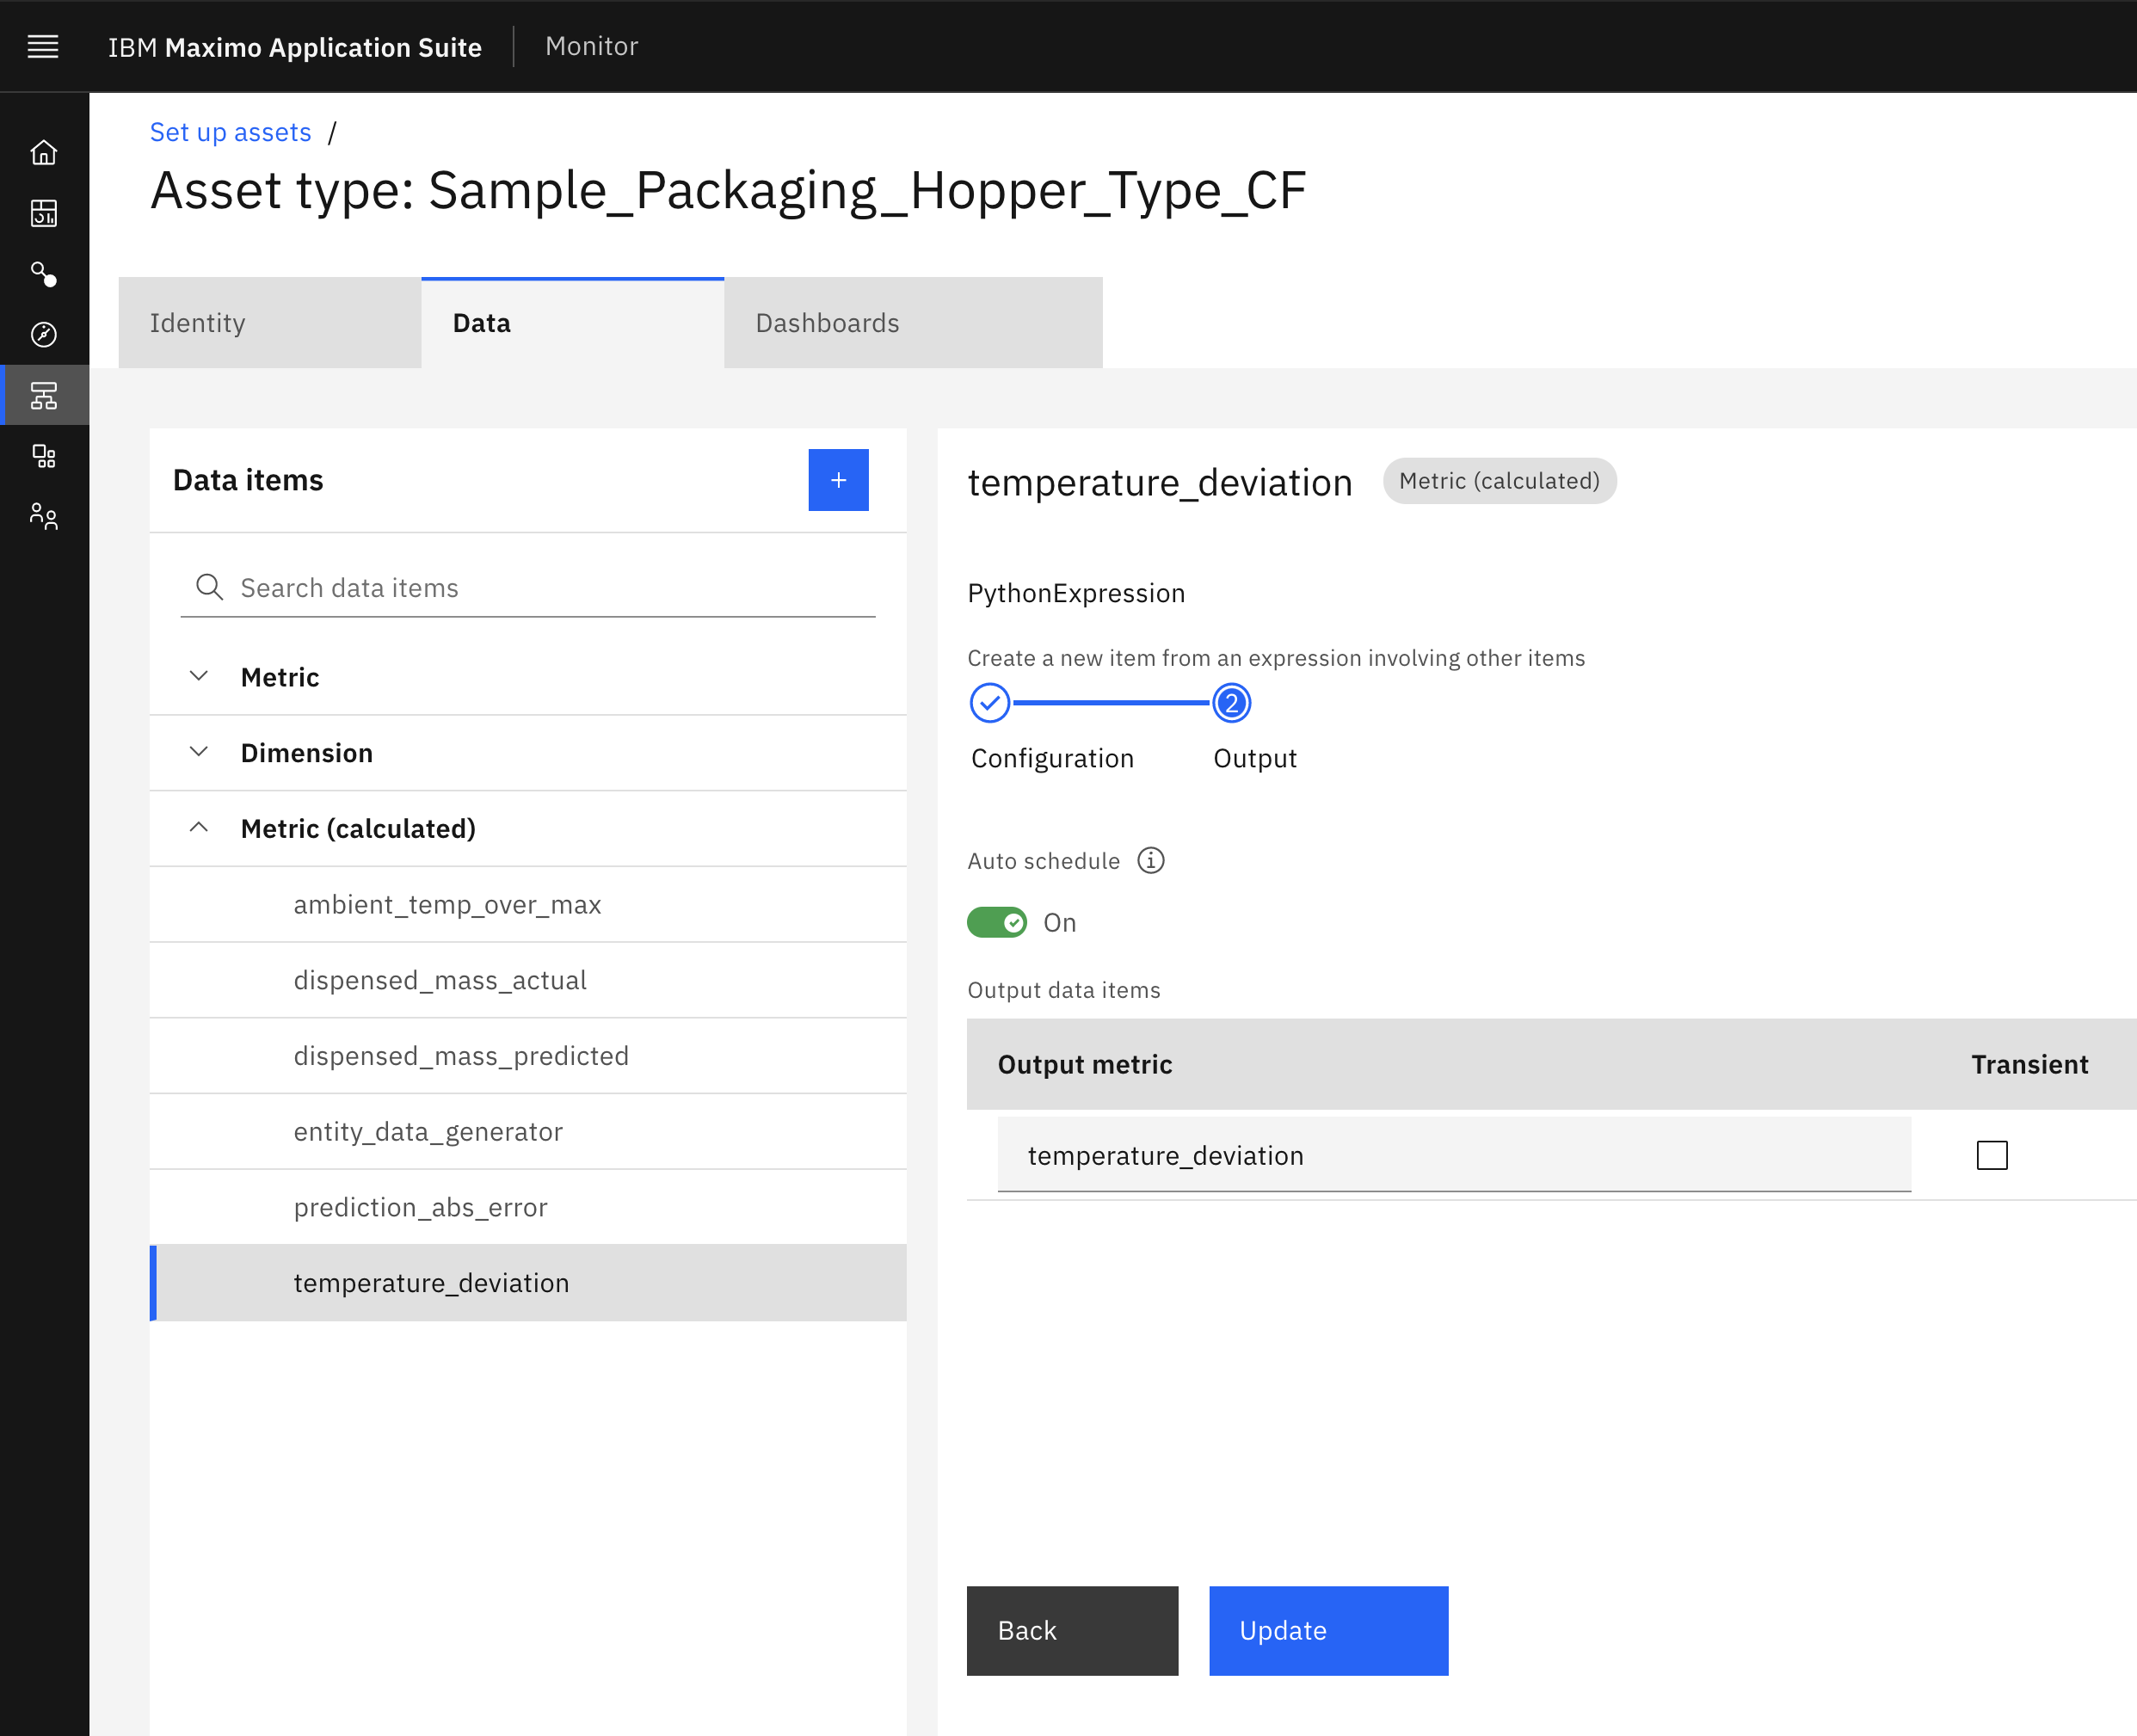 IBM Maximo Application Suite
Monitor
Set up assets /
Asset type: Sample_Packaging_Hopper_Type_CF
Identity
Data
Dashboards
Data items
+
Search data items
Metric
Dimension
Metric (calculated)
ambient_temp_over_max
dispensed_mass_actual
dispensed_mass_predicted
entity_data_generator
prediction_abs_error
temperature_deviation
temperature_deviation
Metric (calculated)
PythonExpression
Create a new item from an expression involving other items
2
Configuration
Output
Auto schedule
On
Output data items
Output metric
Transient
temperature_deviation
Back
Update